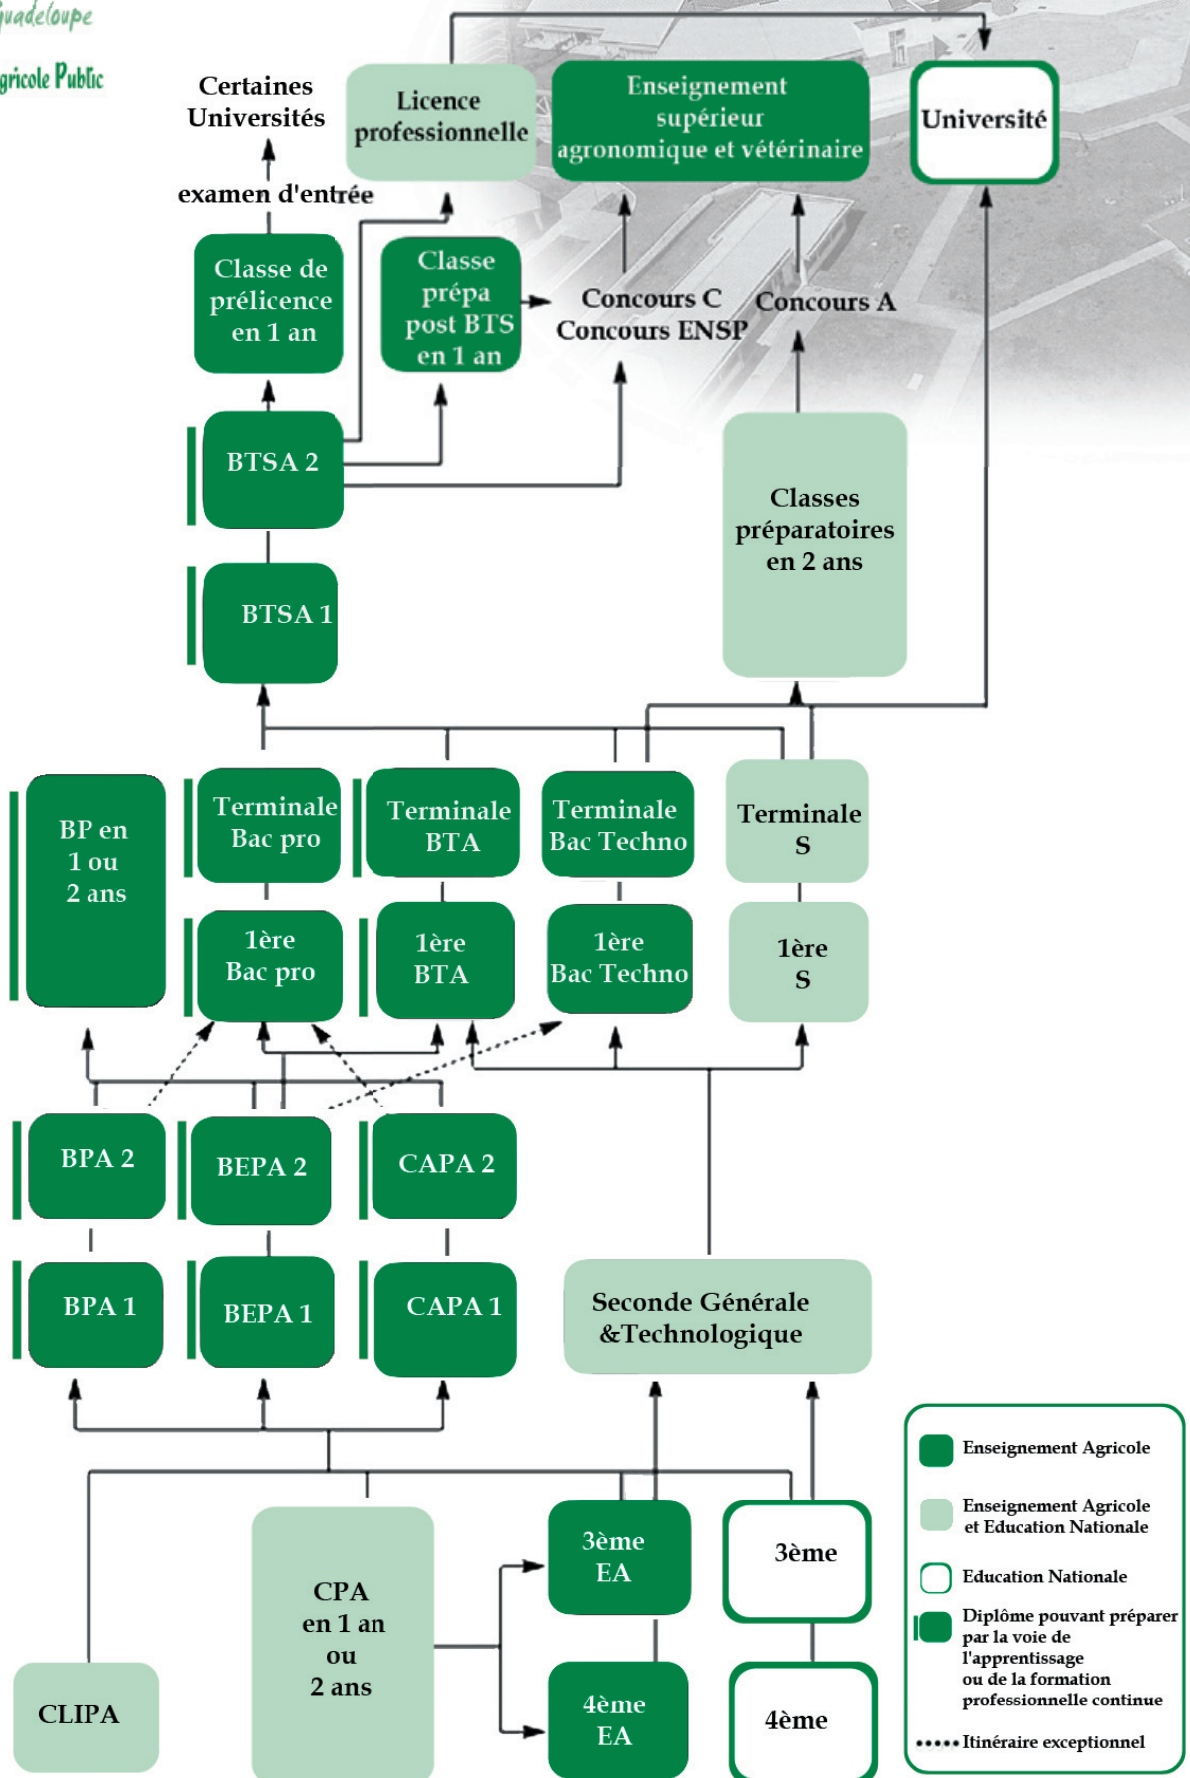 Guadeloupe
Agricole Public
Certaines
Universités
Licence
professionnelle
Enseignement
supérieur
agronomique et vétérinaire
Université
examen d'entrée
Classe de
prélicence
en 1 an
Classe
prépa
post BTS
en 1 an
Concours C
Concours ENSP
Concours A
BTSA 2
Classes
préparatoires
en 2 ans
BTSA 1
BP en
1 ou
2 ans
Terminale
Bac pro
Terminale
BTA
Terminale
Bac Techno
Terminale
S
1ère
Bac pro
1ère
BTA
1ère
Bac Techno
1ère
S
BPA 2
BEPA 2
CAPA 2
BPA 1
BEPA 1
CAPA 1
Seconde Générale
&Technologique
CPA
en 1 an
ou
2 ans
3ème
EA
3ème
CLIPA
4ème
EA
4ème
Enseignement Agricole
Enseignement Agricole
et Education Nationale
Education Nationale
Diplôme pouvant préparer
par la voie de
l'apprentissage
ou de la formation
professionnelle continue
Itinéraire exceptionnel